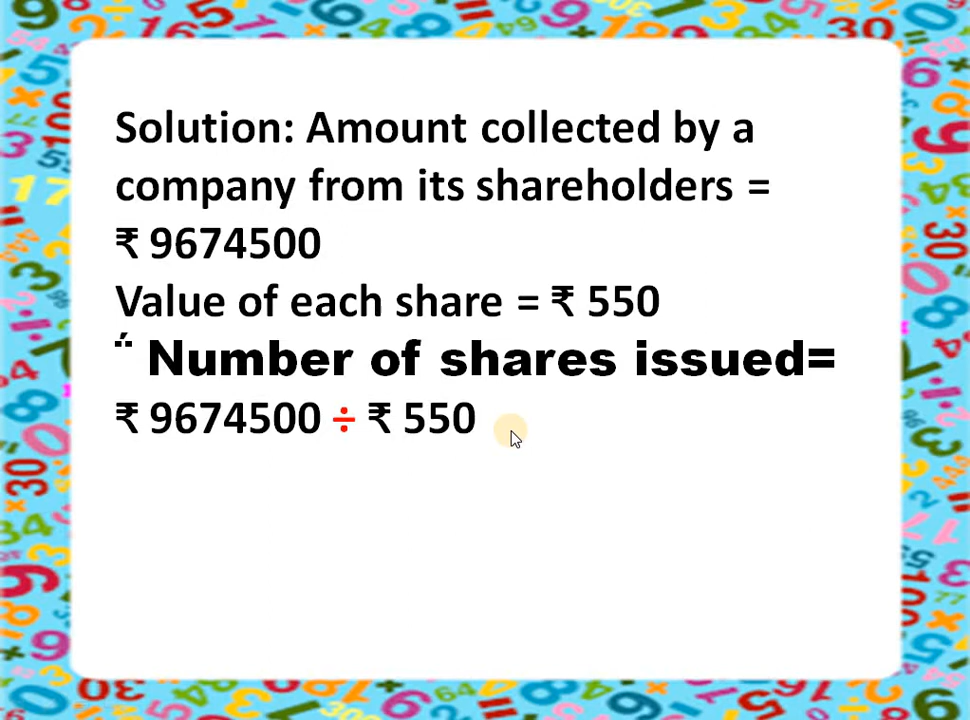 Solution: Amount collected by a
company from its shareholders =
₹ 9674500
Value of each share = ₹ 550
∴ Number of shares issued=
₹ 9674500 ÷ ₹ 550